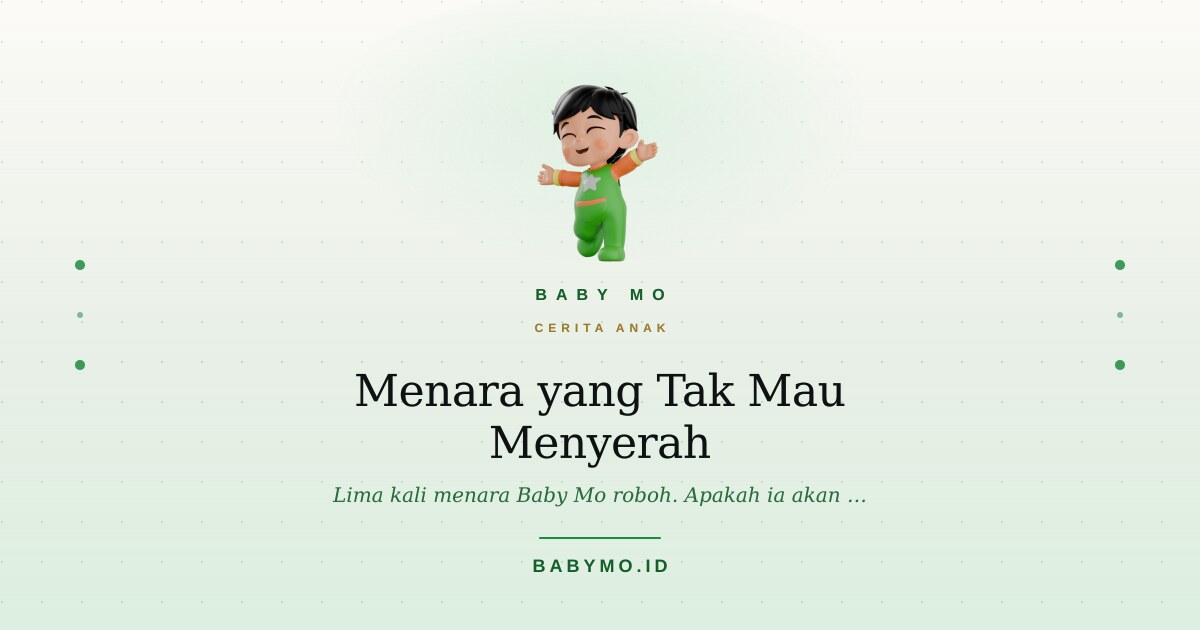 BABY MO
CERITA ANAK
Menara yang Tak Mau
Menyerah
Lima kali menara Baby Mo roboh. Apakah ia akan ...
BABYMO.ID